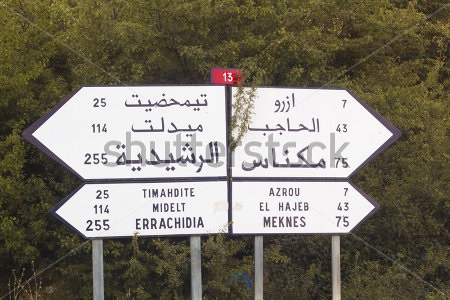 13
25 تيمحضيت
114 ميدلت
255 الرشيدية
ازرو 7
الحاجب 43
مكناس 75
25 TIMAHDITE
114 MIDELT
255 ERRACHIDIA
AZROU 7
EL HAJEB 43
MEKNES 75
shutterstock